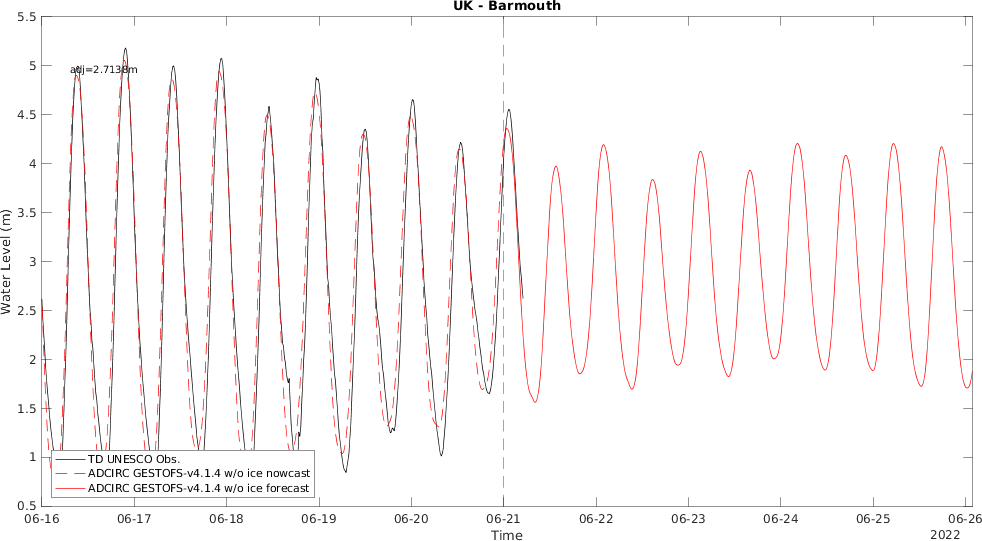 UK - Barmouth
5.5
5
4.5
4
3.5
3
2.5
2
1.5
1
0.5
Water Level (m)
adj=2.7138m
TD UNESCO Obs.
ADCIRC GESTOFS-v4.1.4 w/o ice nowcast
ADCIRC GESTOFS-v4.1.4 w/o ice forecast
06-16 06-17 06-18 06-19 06-20 06-21 06-22 06-23 06-24 06-25 06-26
Time
2022